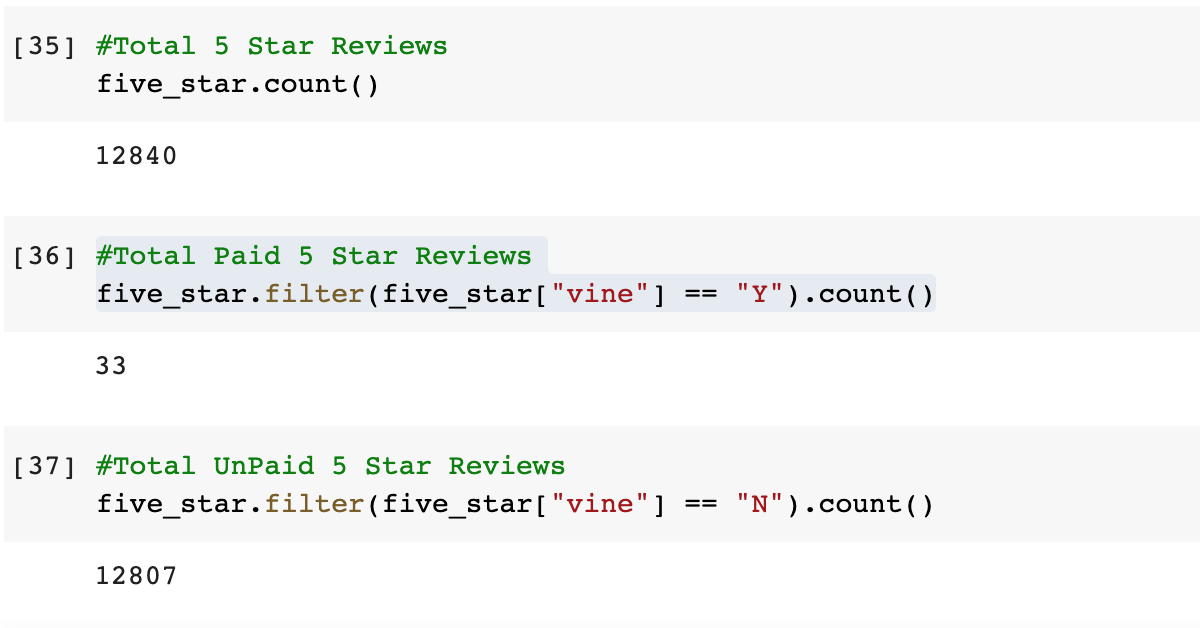 [35] #Total 5 Star Reviews
five_star.count()
12840
[36] #Total Paid 5 Star Reviews
five_star.filter(five_star["vine"] == "Y").count()
33
[37] #Total UnPaid 5 Star Reviews
five_star.filter(five_star["vine"] == "N").count()
12807